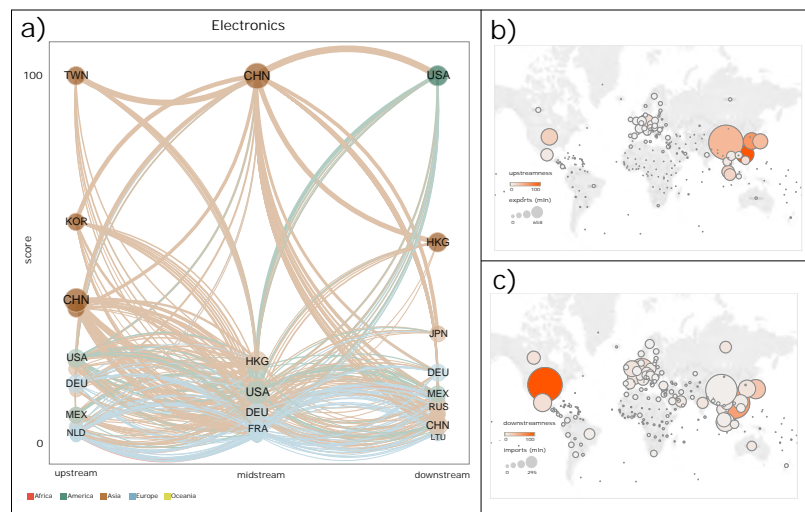 a)
Electronics
100
score
0
TWN
KOR
CHN
USA
DEU
MEX
NLD
CHN
HKG
USA
DEU
FRA
USA
HKG
JPN
DEU
MEX
RUS
CHN
LTU
upstream
midstream
downstream
Africa America Asia Europe Oceania
b)
upstreamness
0 100
exports (mln)
0 658
c)
downstreamness
0 100
imports (mln)
0 295